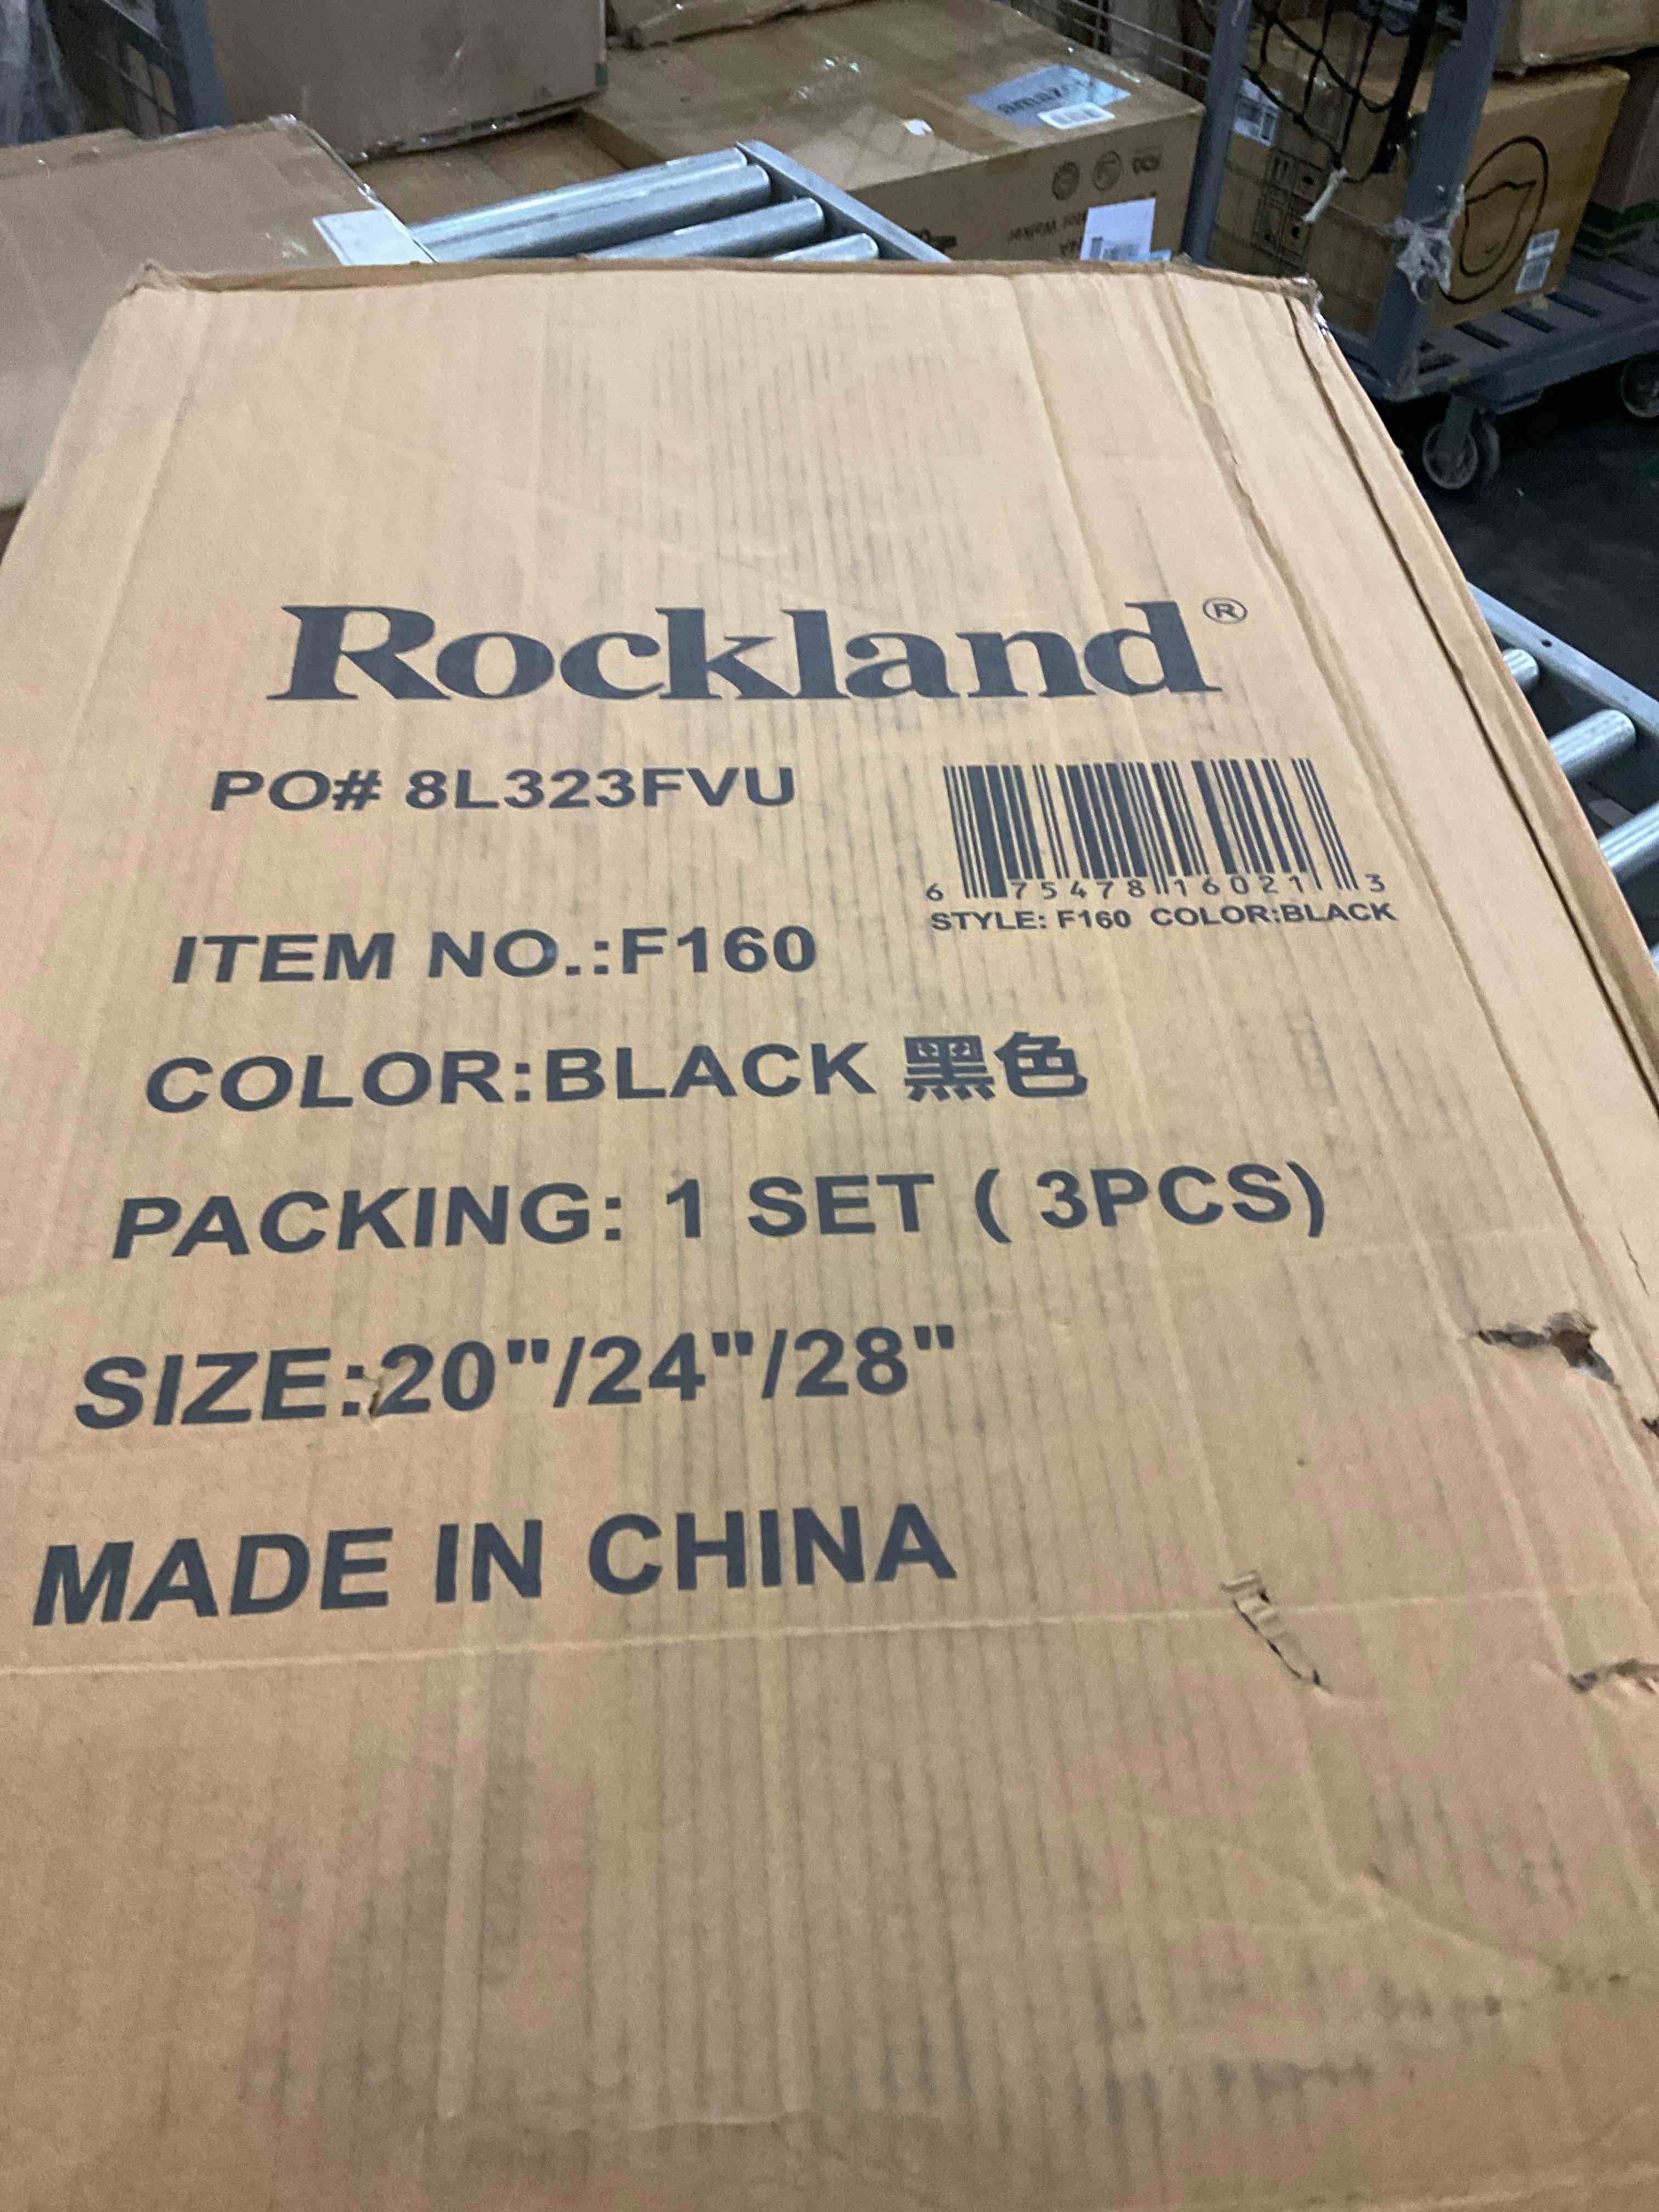 amazon
Rockland®
PO# 8L323FVU
6 75478 16021 3
STYLE: F160 COLOR:BLACK
ITEM NO.:F160
COLOR:BLACK 黑色
PACKING: 1 SET ( 3PCS)
SIZE:20"/24"/28"
MADE IN CHINA